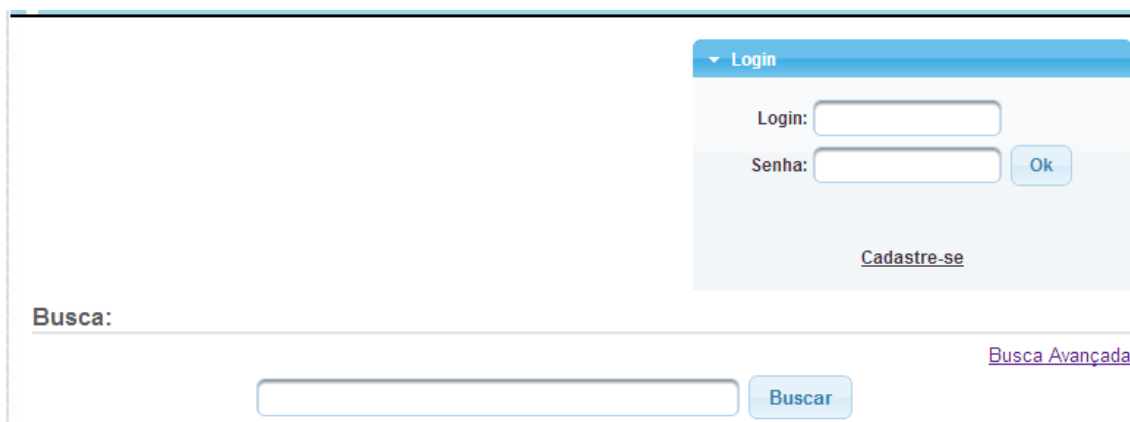 Login
Login:
Senha: Ok
Cadastre-se
Busca:
Busca Avançada
Buscar